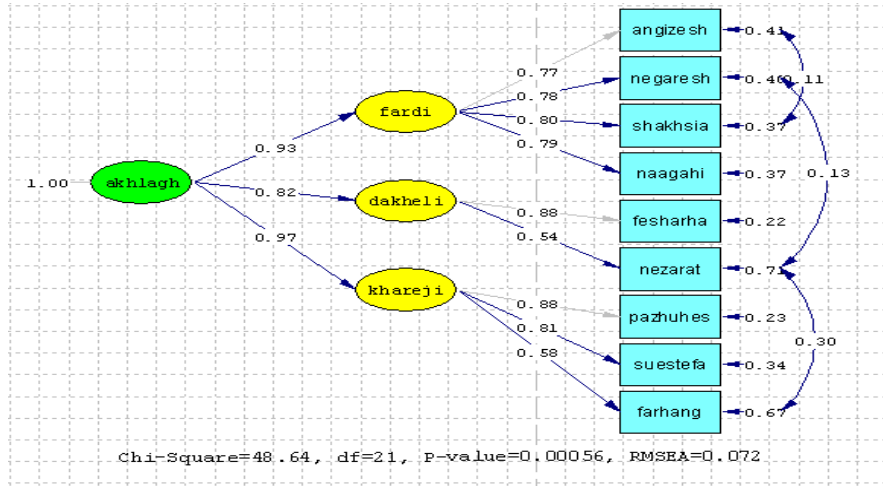 angizesh 0.41
0.77
negaresh 0.40 0.11
0.78
fardi
0.80
shakhsia 0.37
0.93
0.79
naagahi 0.37 0.13
1.00 akhlagh
0.82
dakheli
0.88
fesharha 0.22
0.97
0.54
nezarat 0.71
khareji
0.88
pazhuhes 0.23
0.81
0.30
0.58
suestefa 0.34
farhang 0.67
Chi-Square=48.64, df=21, P-value=0.00056, RMSEA=0.072